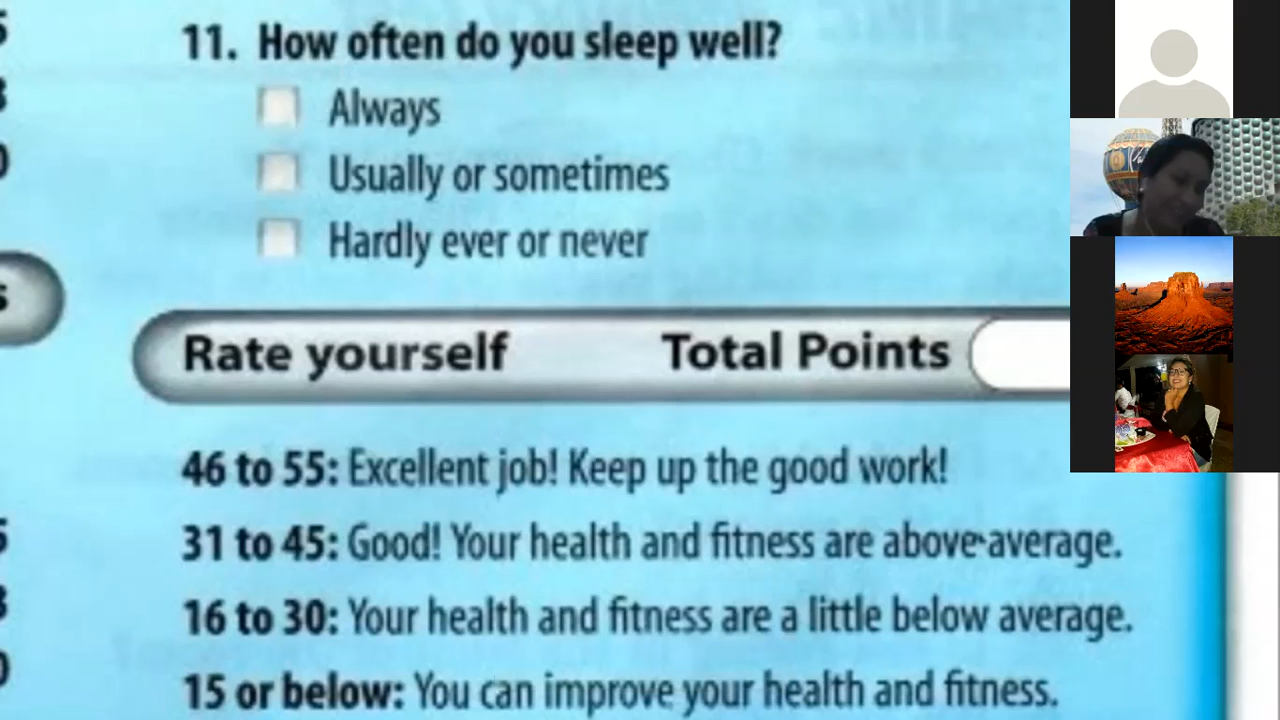 11. How often do you sleep well?
Always
Usually or sometimes
Hardly ever or never
Rate yourself Total Points
46 to 55: Excellent job! Keep up the good work!
31 to 45: Good! Your health and fitness are above average.
16 to 30: Your health and fitness are a little below average.
15 or below: You can improve your health and fitness.